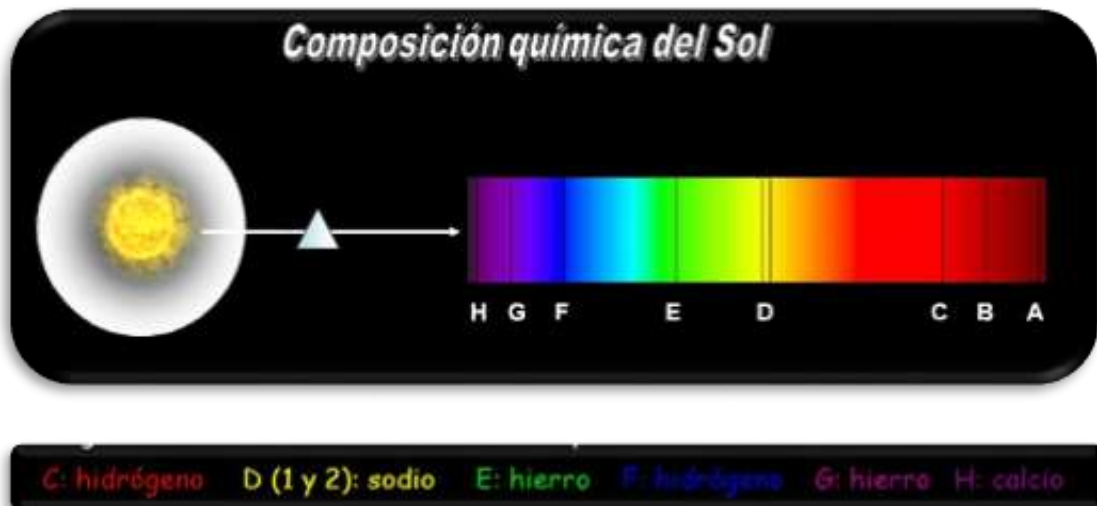 Composición química del Sol
H G F E D C B A
C: hidrógeno D (1 y 2): sodio E: hierro F: hidrógeno G: hierro H: calcio